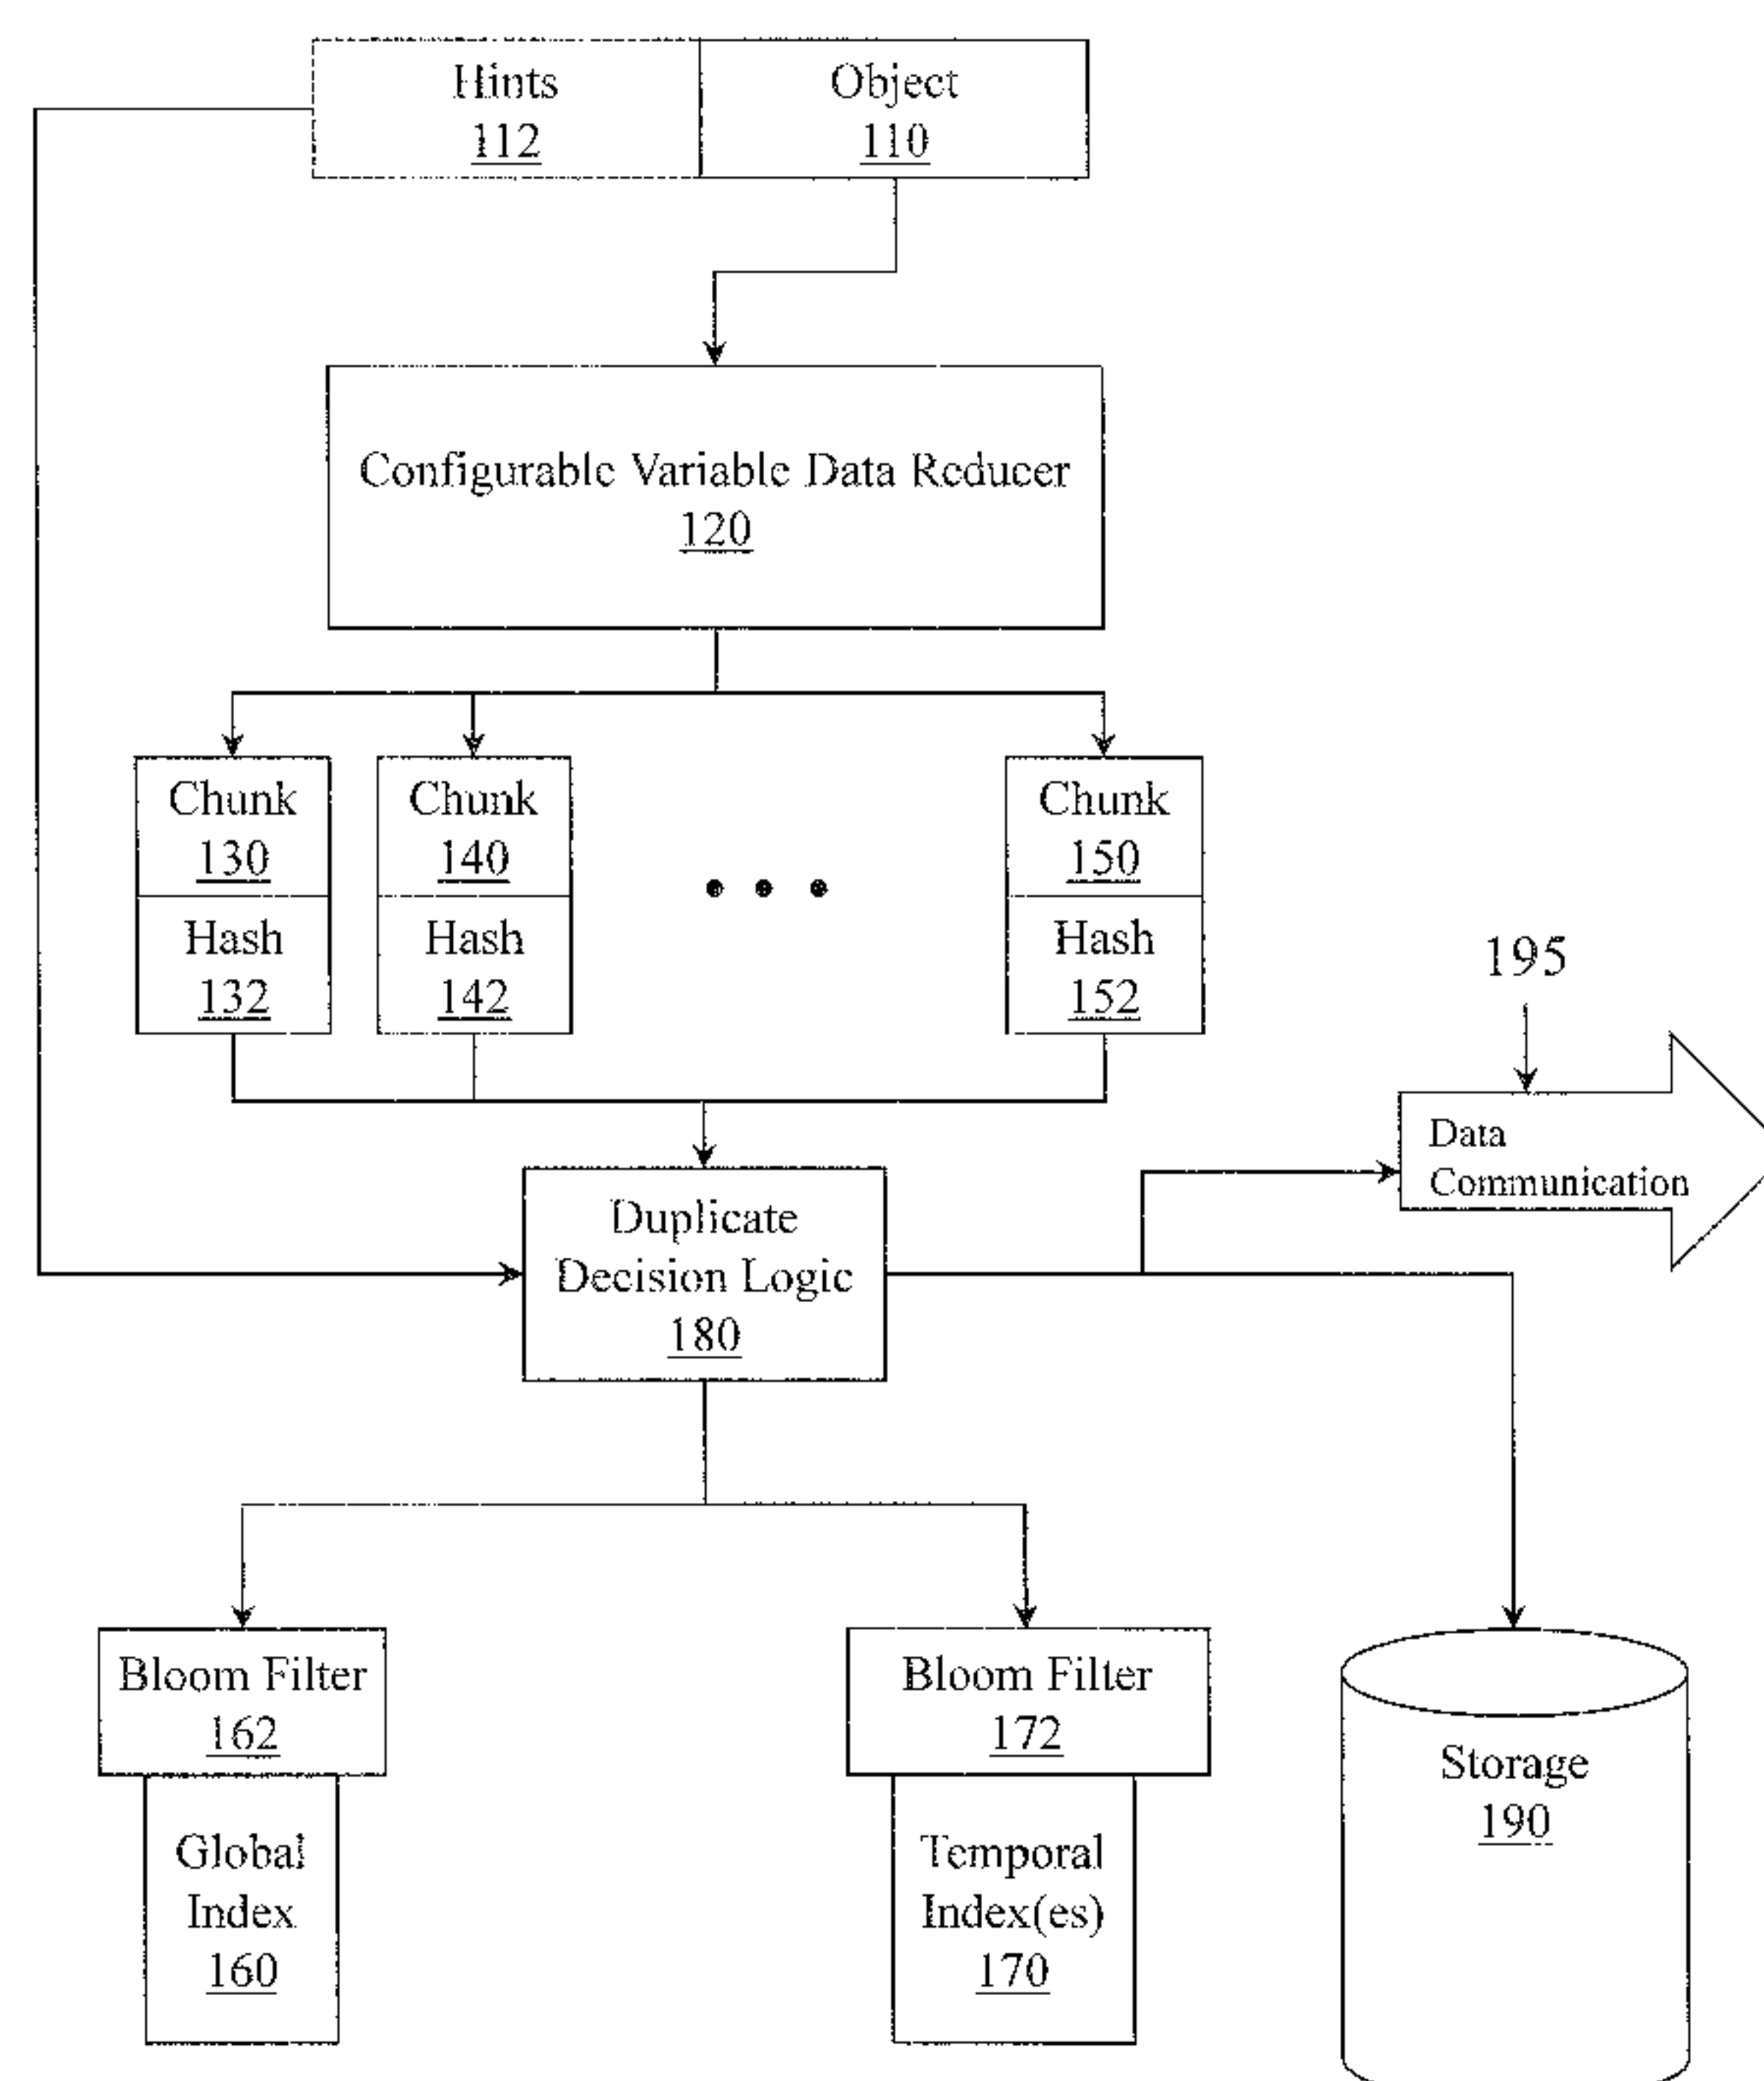 Hints
112
Object
110
Configurable Variable Data Reducer
120
Chunk
130
Hash
132
Chunk
140
Hash
142
Chunk
150
Hash
152
195
Data
Communication
Duplicate
Decision Logic
180
Bloom Filter
162
Global
Index
160
Bloom Filter
172
Temporal
Index(es)
170
Storage
190